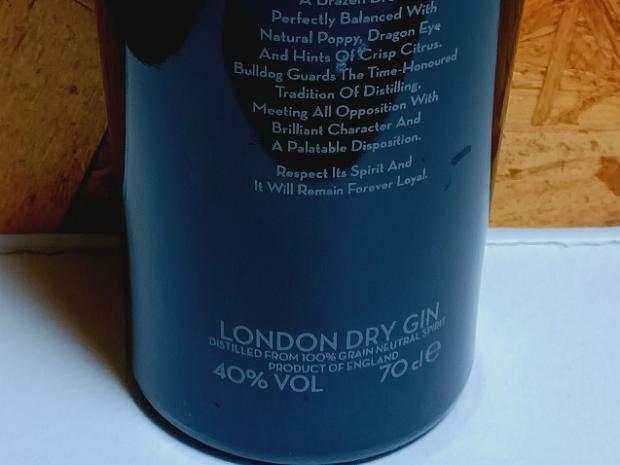 A Brazen
Perfectly Balanced With
Natural Poppy, Dragon Eye
And Hints Of Crisp Citrus.
Bulldog Guards The Time-Honoured
Tradition Of Distilling,
Meeting All Opposition With
Brilliant Character And
A Palatable Disposition.
Respect Its Spirit And
It Will Remain Forever Loyal.
LONDON DRY GIN
DISTILLED FROM 100% GRAIN NEUTRAL SPIRIT
PRODUCT OF ENGLAND
40% VOL 70 cl e